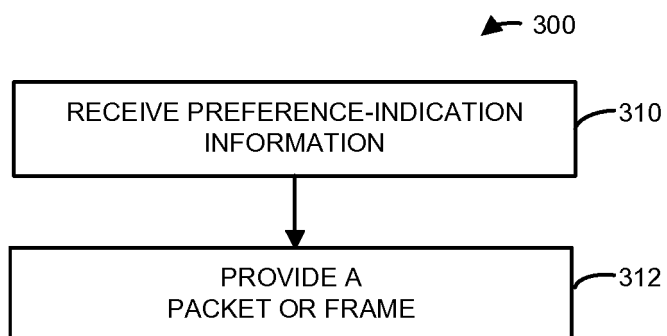 300
RECEIVE PREFERENCE-INDICATION
INFORMATION
310
PROVIDE A
PACKET OR FRAME
312